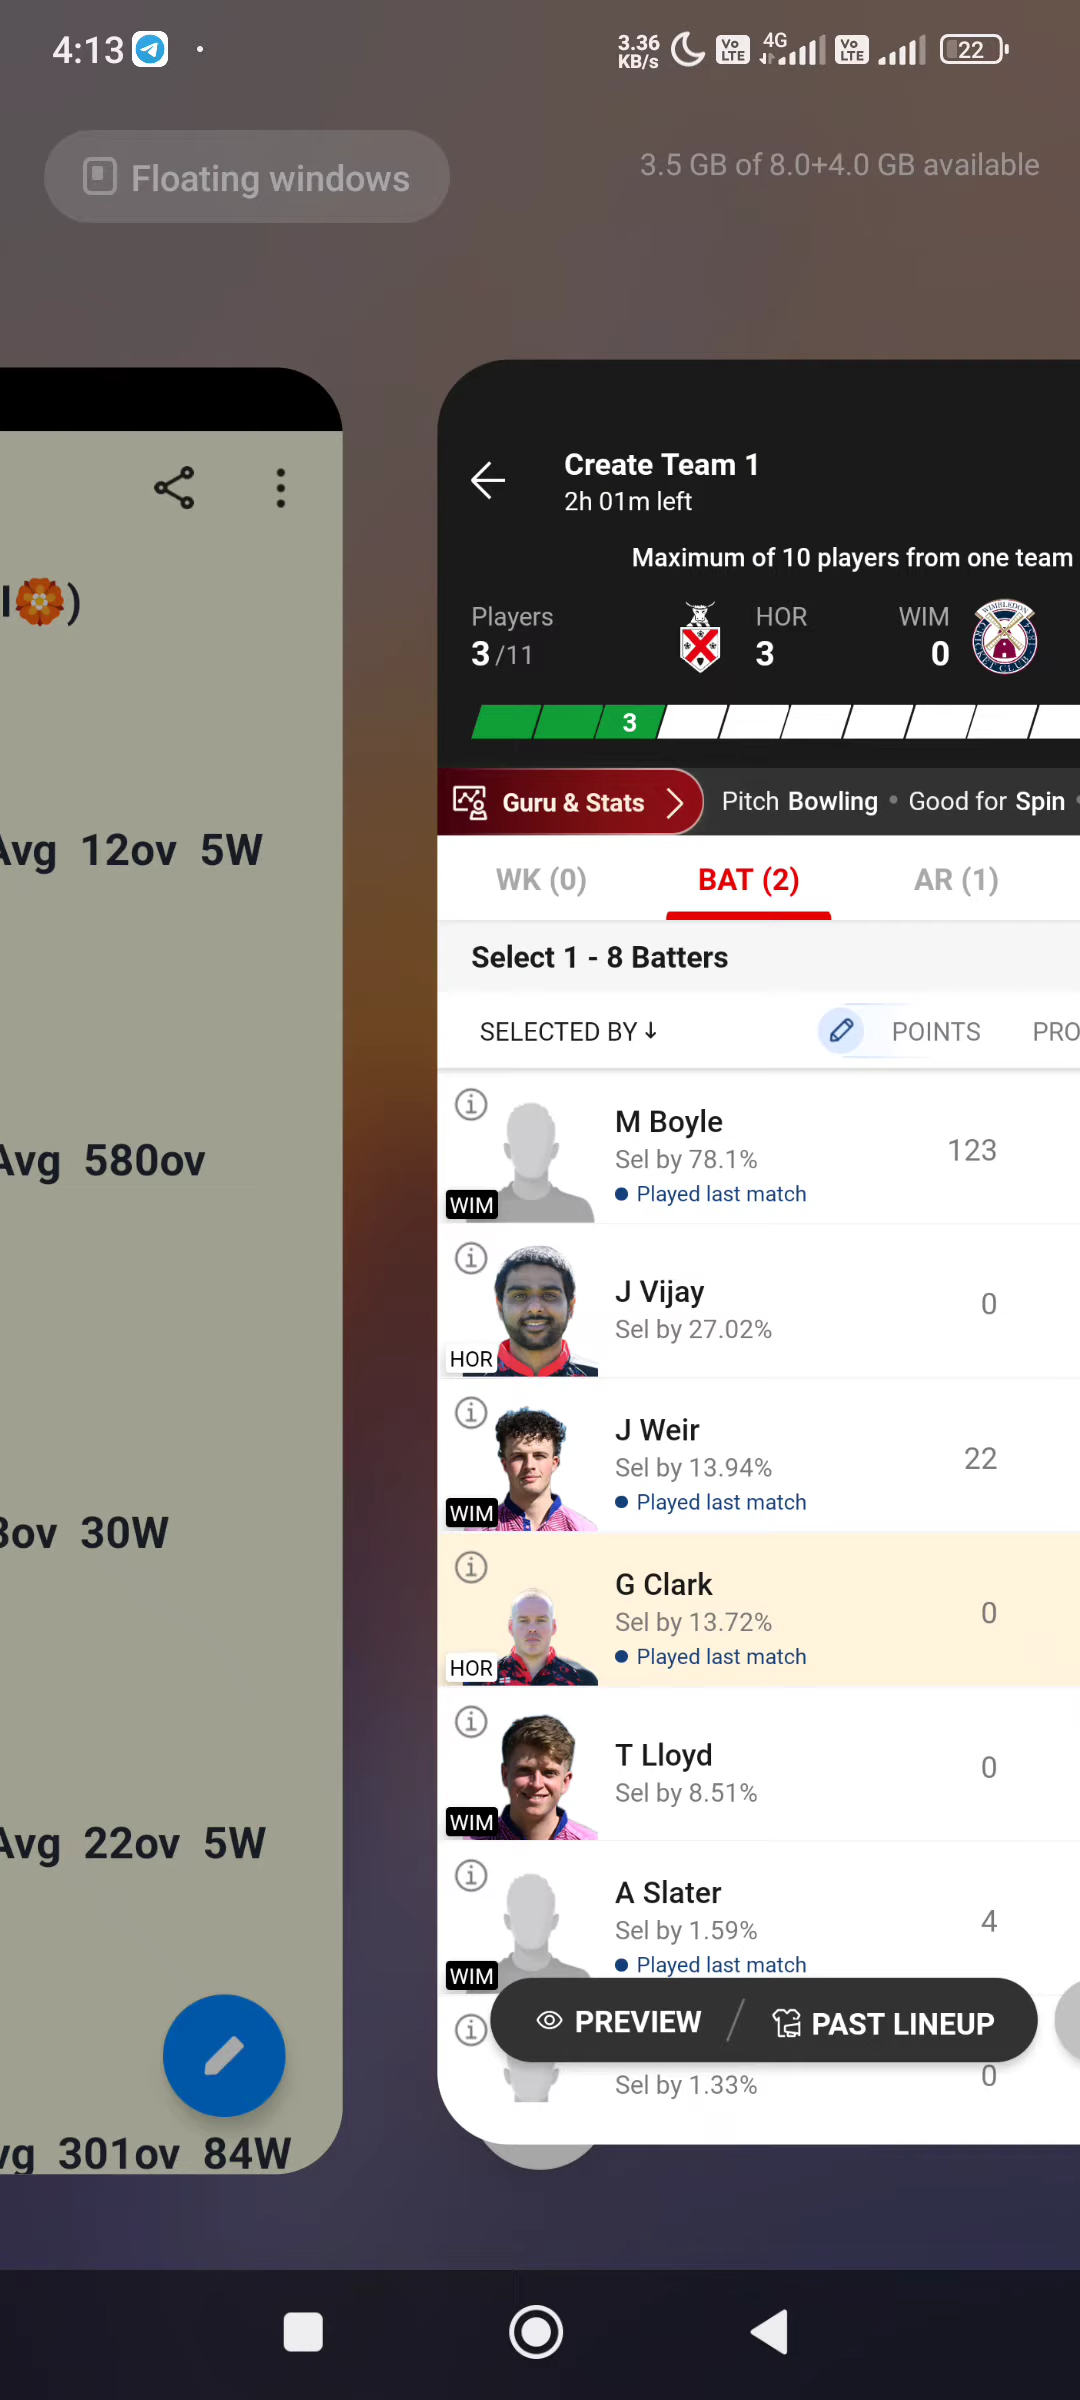 4:13
3.36 KB/s
Vo LTE
4G
Vo LTE
22
Floating windows
3.5 GB of 8.0+4.0 GB available
l🏵️)
Avg 12ov 5W
Avg 580ov
3ov 30W
Avg 22ov 5W
vg 301ov 84W
Create Team 1
2h 01m left
Maximum of 10 players from one team
Players
3/11
HOR
3
WIM
0
WIMBLEDON
CRICKET CLUB
3
Guru & Stats
Pitch Bowling • Good for Spin •
WK (0)
BAT (2)
AR (1)
Select 1 - 8 Batters
SELECTED BY ↓
POINTS
PRO
M Boyle
Sel by 78.1%
Played last match
123
WIM
J Vijay
Sel by 27.02%
0
HOR
J Weir
Sel by 13.94%
Played last match
22
WIM
G Clark
Sel by 13.72%
Played last match
0
HOR
T Lloyd
Sel by 8.51%
0
WIM
A Slater
Sel by 1.59%
Played last match
4
WIM
PREVIEW
PAST LINEUP
Sel by 1.33%
0